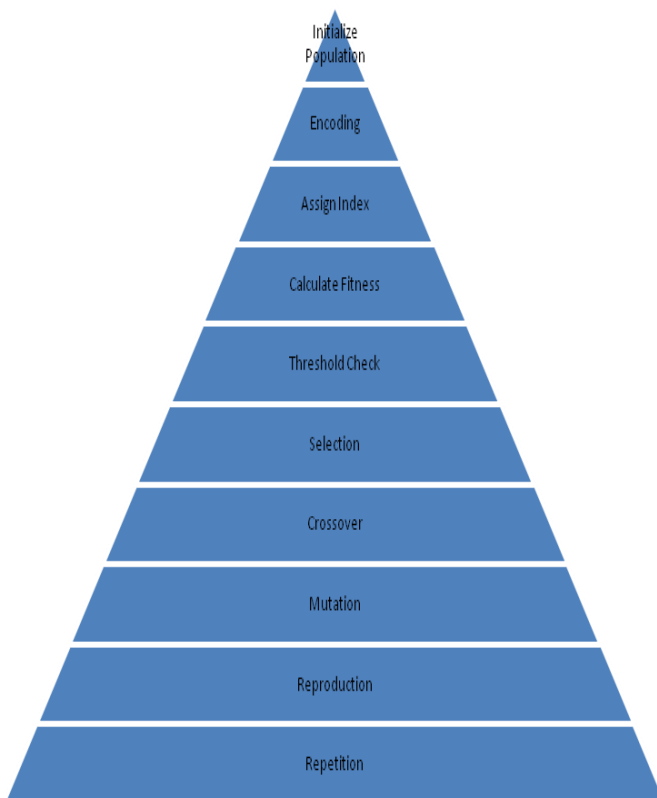 Initialize
Population
Encoding
Assign Index
Calculate Fitness
Threshold Check
Selection
Crossover
Mutation
Reproduction
Repetition